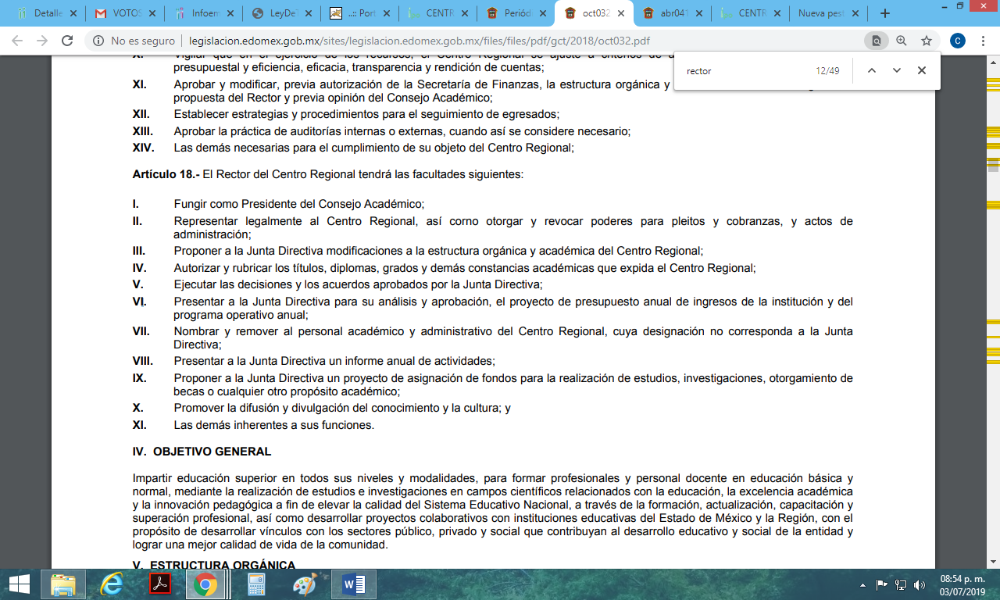 Detalle
VOTOS
Infoem
LeyDeT
..:: Port
CENTR
Periód
oct032
abr041
CENTR
Nueva pest
No es seguro
legislacion.edomex.gob.mx/sites/legislacion.edomex.gob.mx/files/files/pdf/gct/2018/oct032.pdf
rector
12/49
X. Vigilar que en el ejercicio de los recursos, el Centro Regional se ajuste a criterios de
presupuestal y eficiencia, eficacia, transparencia y rendición de cuentas;
XI. Aprobar y modificar, previa autorización de la Secretaría de Finanzas, la estructura orgánica y
propuesta del Rector y previa opinión del Consejo Académico;
XII. Establecer estrategias y procedimientos para el seguimiento de egresados;
XIII. Aprobar la práctica de auditorías internas o externas, cuando así se considere necesario;
XIV. Las demás necesarias para el cumplimiento de su objeto del Centro Regional;
Artículo 18.- El Rector del Centro Regional tendrá las facultades siguientes:
I. Fungir como Presidente del Consejo Académico;
II. Representar legalmente al Centro Regional, así corno otorgar y revocar poderes para pleitos y cobranzas, y actos de
administración;
III. Proponer a la Junta Directiva modificaciones a la estructura orgánica y académica del Centro Regional;
IV. Autorizar y rubricar los títulos, diplomas, grados y demás constancias académicas que expida el Centro Regional;
V. Ejecutar las decisiones y los acuerdos aprobados por la Junta Directiva;
VI. Presentar a la Junta Directiva para su análisis y aprobación, el proyecto de presupuesto anual de ingresos de la institución y del
programa operativo anual;
VII. Nombrar y remover al personal académico y administrativo del Centro Regional, cuya designación no corresponda a la Junta
Directiva;
VIII. Presentar a la Junta Directiva un informe anual de actividades;
IX. Proponer a la Junta Directiva un proyecto de asignación de fondos para la realización de estudios, investigaciones, otorgamiento de
becas o cualquier otro propósito académico;
X. Promover la difusión y divulgación del conocimiento y la cultura; y
XI. Las demás inherentes a sus funciones.
IV. OBJETIVO GENERAL
Impartir educación superior en todos sus niveles y modalidades, para formar profesionales y personal docente en educación básica y
normal, mediante la realización de estudios e investigaciones en campos científicos relacionados con la educación, la excelencia académica
y la innovación pedagógica a fin de elevar la calidad del Sistema Educativo Nacional, a través de la formación, actualización, capacitación y
superación profesional, así como desarrollar proyectos colaborativos con instituciones educativas del Estado de México y la Región, con el
propósito de desarrollar vínculos con los sectores público, privado y social que contribuyan al desarrollo educativo y social de la entidad y
lograr una mejor calidad de vida de la comunidad.
V. ESTRUCTURA ORGÁNICA
08:54 p. m.
03/07/2019